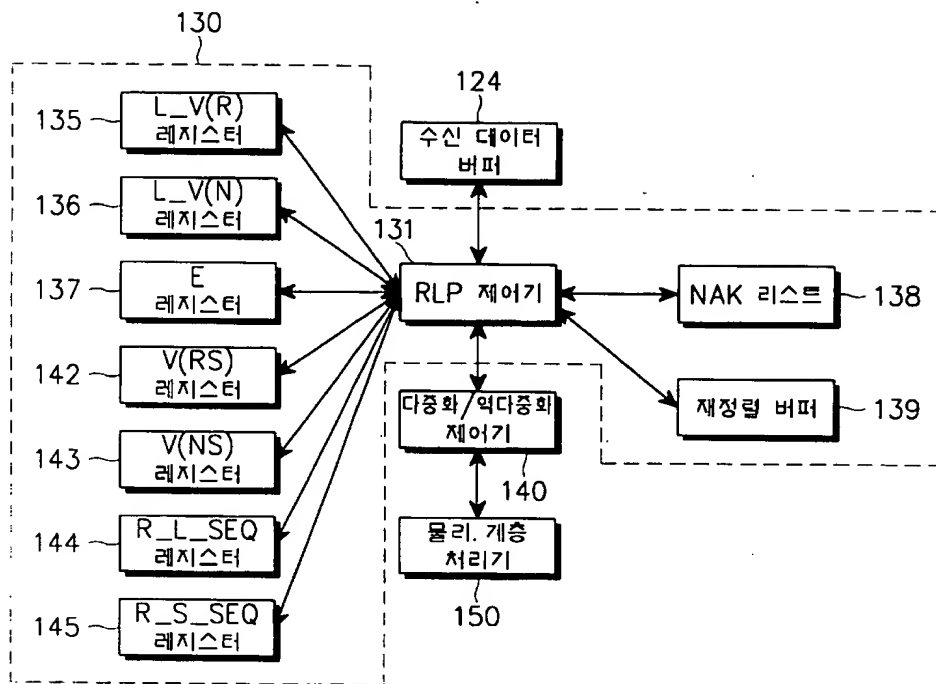 130
135
L_V(R)
레지스터
136
L_V(N)
레지스터
137
E
레지스터
142
V(RS)
레지스터
143
V(NS)
레지스터
144
R_L_SEQ
레지스터
145
R_S_SEQ
레지스터
124
수신 데이터
버퍼
131
RLP 제어기
다중화/역다중화
제어기
140
물리계층
처리기
150
NAK 리스트
138
재정렬 버퍼
139